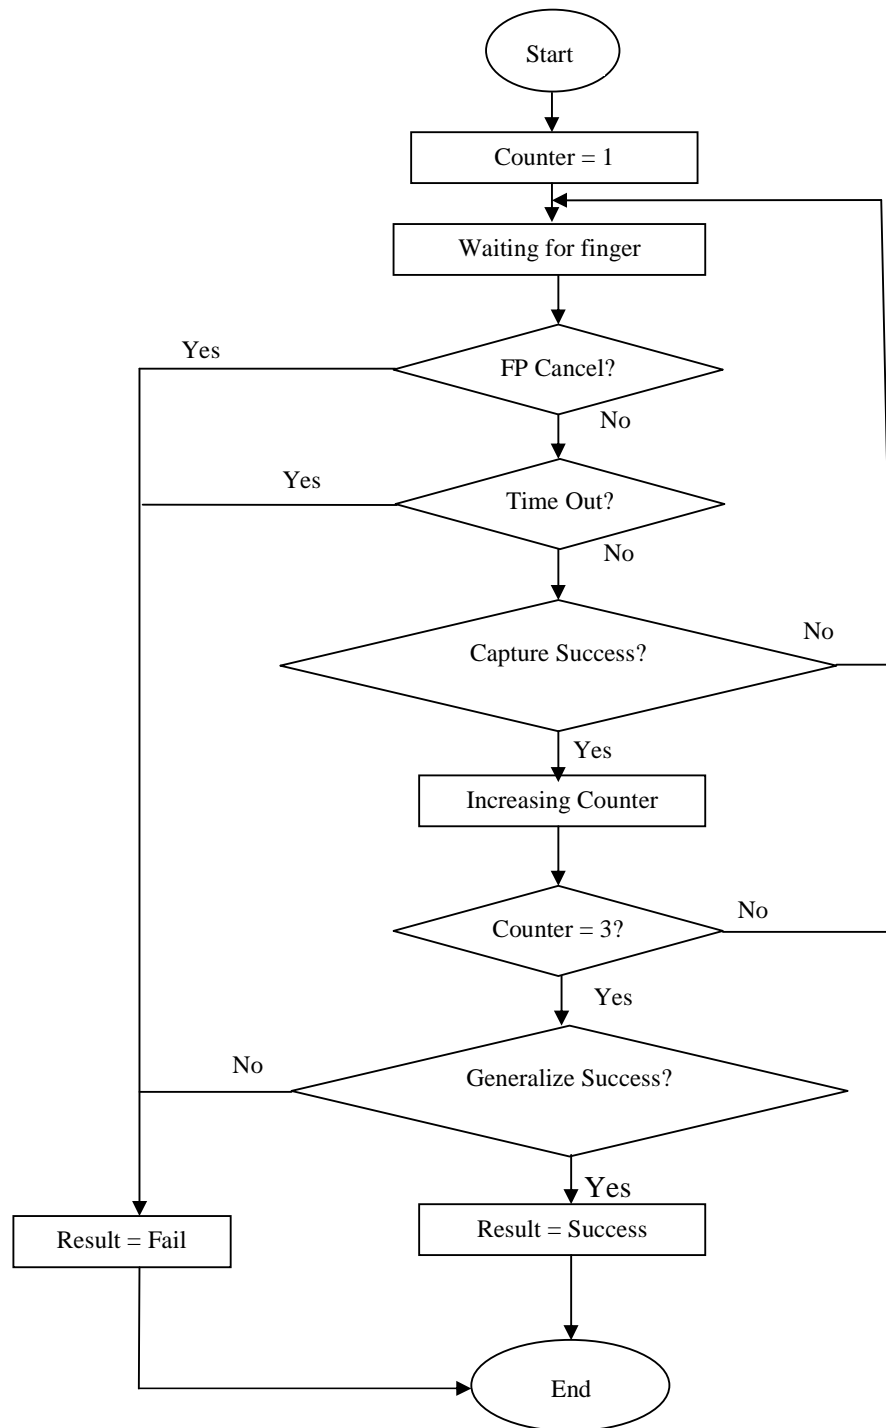 Start
Counter = 1
Waiting for finger
Yes
FP Cancel?
No
Yes
Time Out?
No
No
Capture Success?
Yes
Increasing Counter
No
Counter = 3?
Yes
No
Generalize Success?
Yes
Result = Fail
Result = Success
End